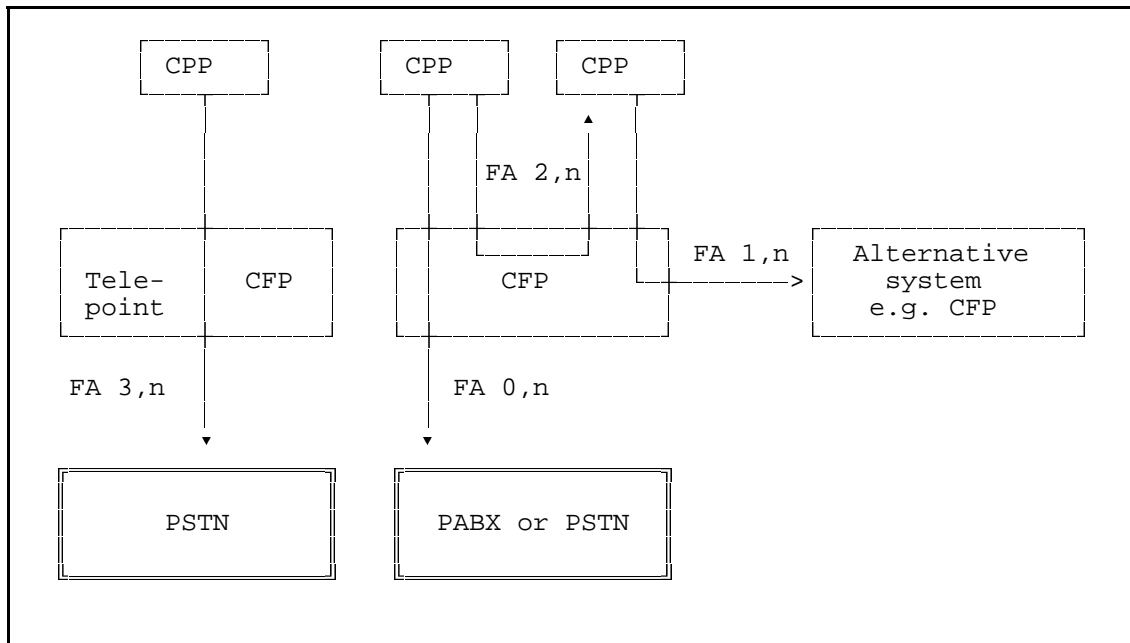 CPP
CPP
CPP
FA 2,n
Tele-
point
CFP
CFP
FA 1,n
Alternative
system
e.g. CFP
FA 3,n
FA 0,n
PSTN
PABX or PSTN